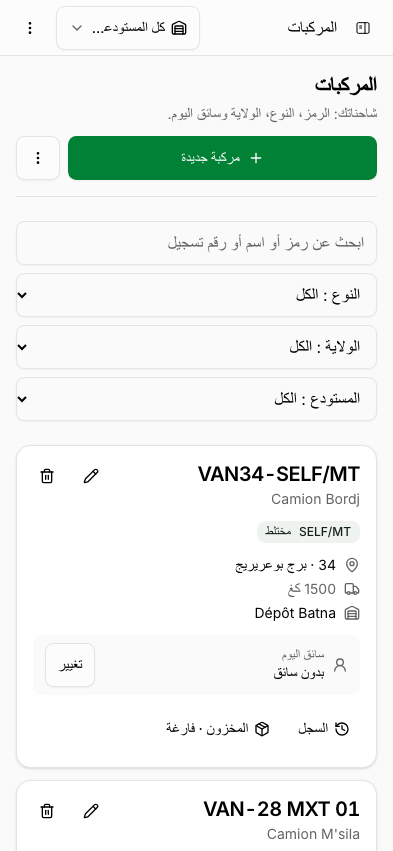 المركبات
كل المستودعـ...
المركبات
شاحناتك: الرمز، النوع، الولاية وسائق اليوم.
مركبة جديدة
ابحث عن رمز أو اسم أو رقم تسجيل
النوع : الكل
الولاية : الكل
المستودع : الكل
VAN34-SELF/MT
Camion Bordj
SELF/MT مختلط
34 · برج بوعريريج
1500 كغ
Dépôt Batna
سائق اليوم
بدون سائق
تغيير
السجل
المخزون · فارغة
VAN-28 MXT 01
Camion M'sila